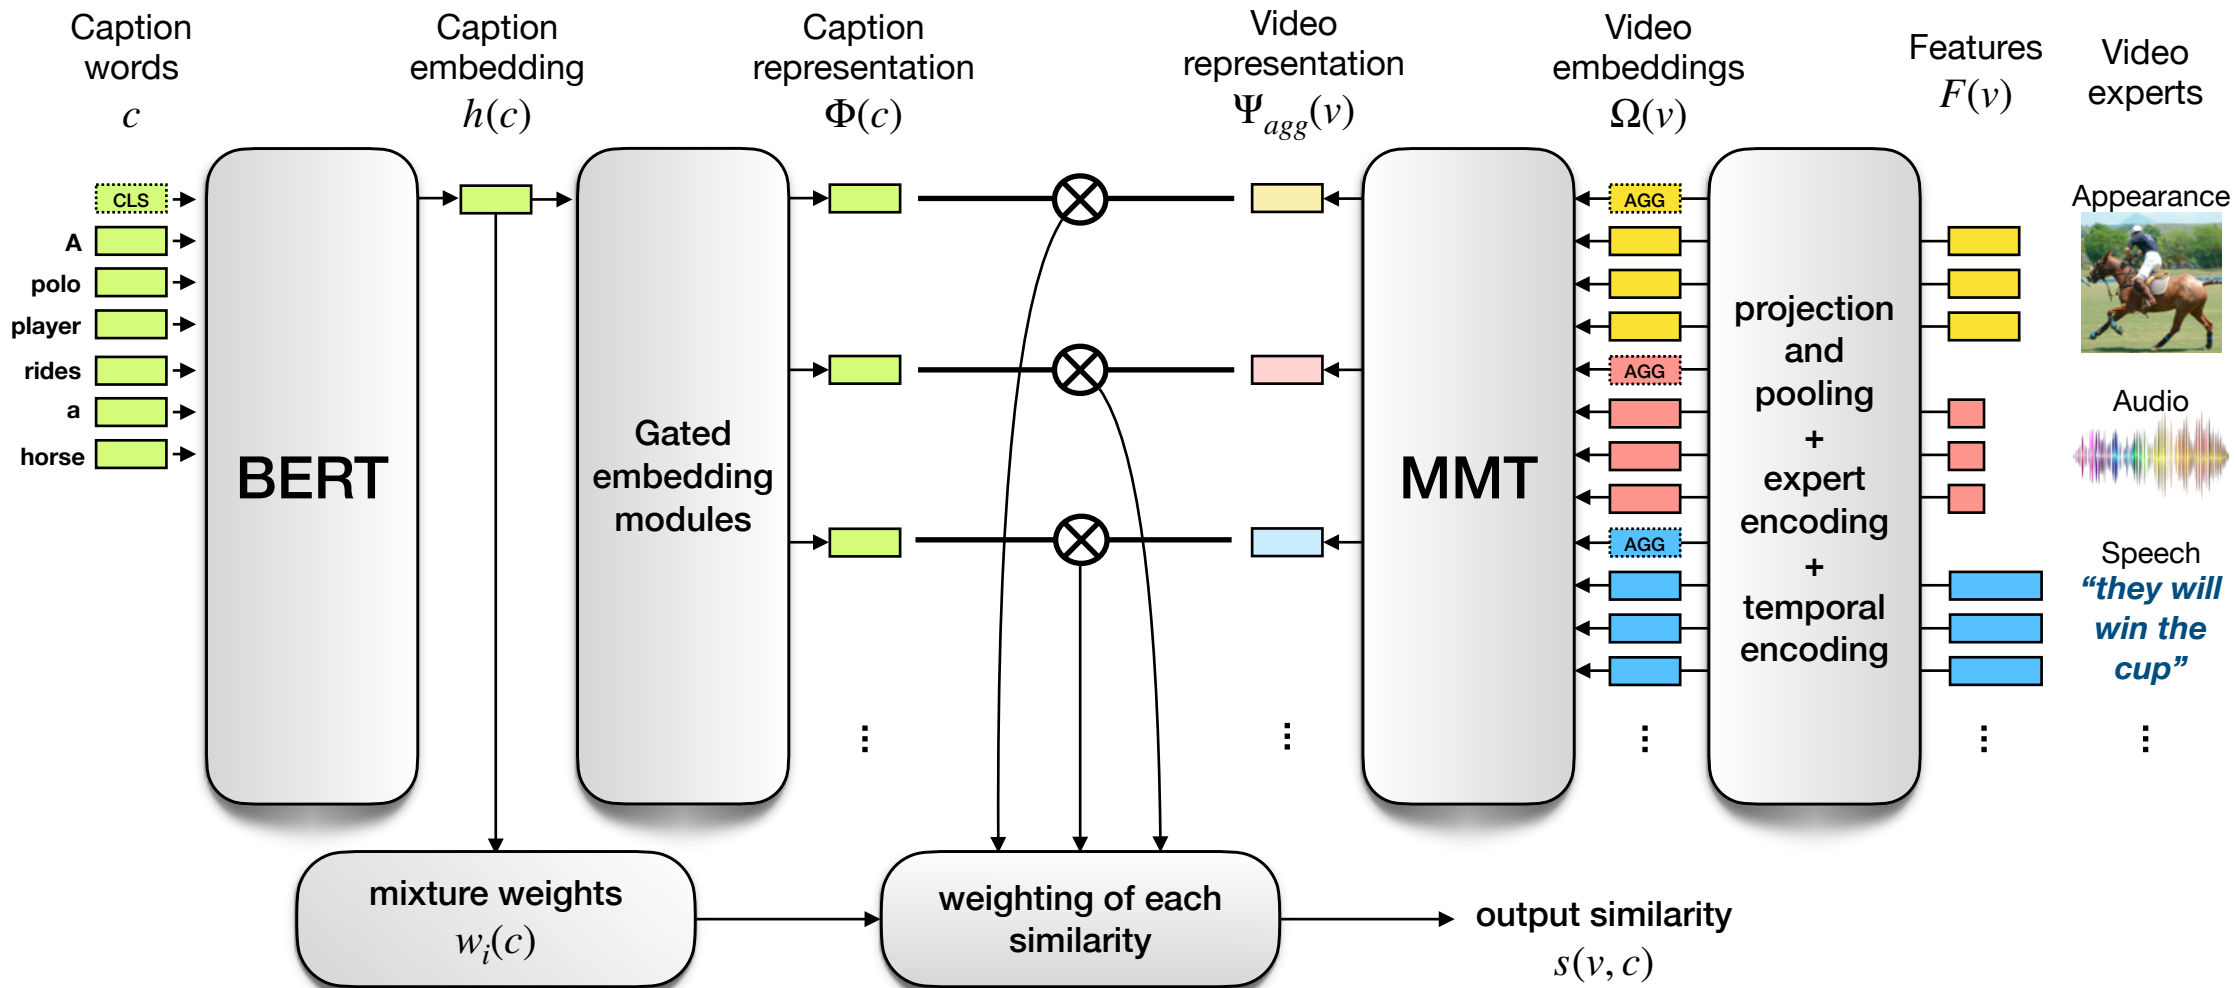 Caption
words
c
Caption
embedding
h(c)
Caption
representation
Φ(c)
Video
representation
Ψ_agg(v)
Video
embeddings
Ω(v)
Features
F(v)
Video
experts
CLS
A
polo
player
rides
a
horse
BERT
Gated
embedding
modules
MMT
AGG
AGG
AGG
projection
and
pooling
+
expert
encoding
+
temporal
encoding
Appearance
Audio
Speech
“they will
win the
cup”
mixture weights
w_i(c)
weighting of each
similarity
output similarity
s(v, c)